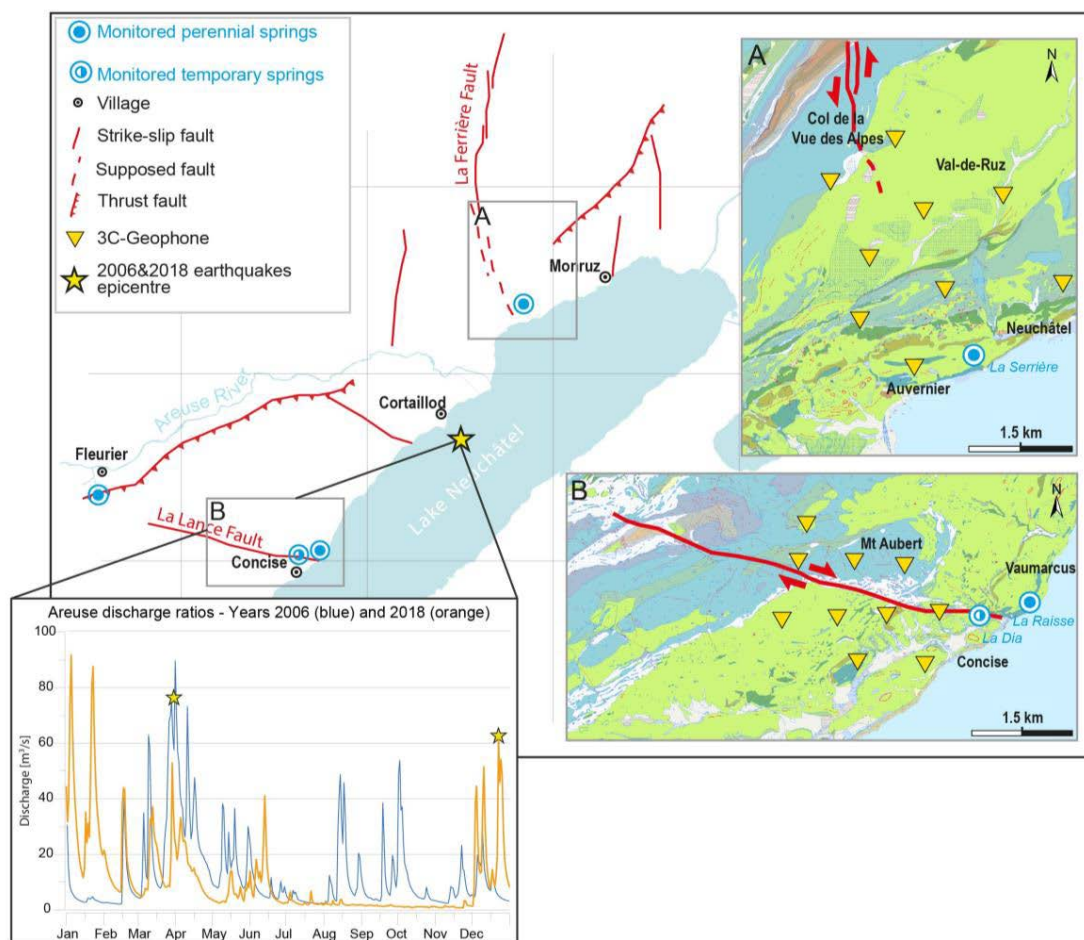 Monitored perennial springs
Monitored temporary springs
Village
Strike-slip fault
Supposed fault
Thrust fault
3C-Geophone
2006&2018 earthquakes
epicentre
La Ferrière Fault
A
Monruz
Areuse River
Cortaillod
Fleurier
Lake Neuchâtel
B
La Lance Fault
Concise
A
N
Col de la
Vue des Alpes
Val-de-Ruz
Neuchâtel
La Serrière
Auvernier
1.5 km
B
N
Mt Aubert
Vaumarcus
La Raisse
La Dia
Concise
1.5 km
Areuse discharge ratios - Years 2006 (blue) and 2018 (orange)
Discharge [m³/s]
100
80
60
40
20
0
Jan Feb Mar Apr May Jun Jul Aug Sep Oct Nov Dec